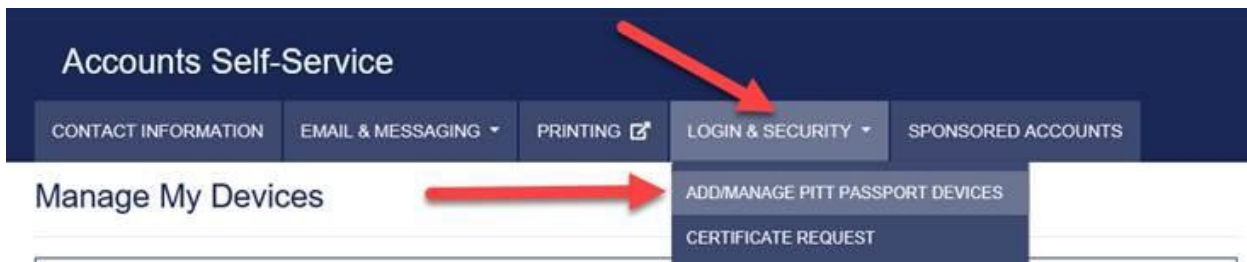 Accounts Self-Service
CONTACT INFORMATION EMAIL & MESSAGING PRINTING LOGIN & SECURITY SPONSORED ACCOUNTS
Manage My Devices
ADD/MANAGE PITT PASSPORT DEVICES
CERTIFICATE REQUEST